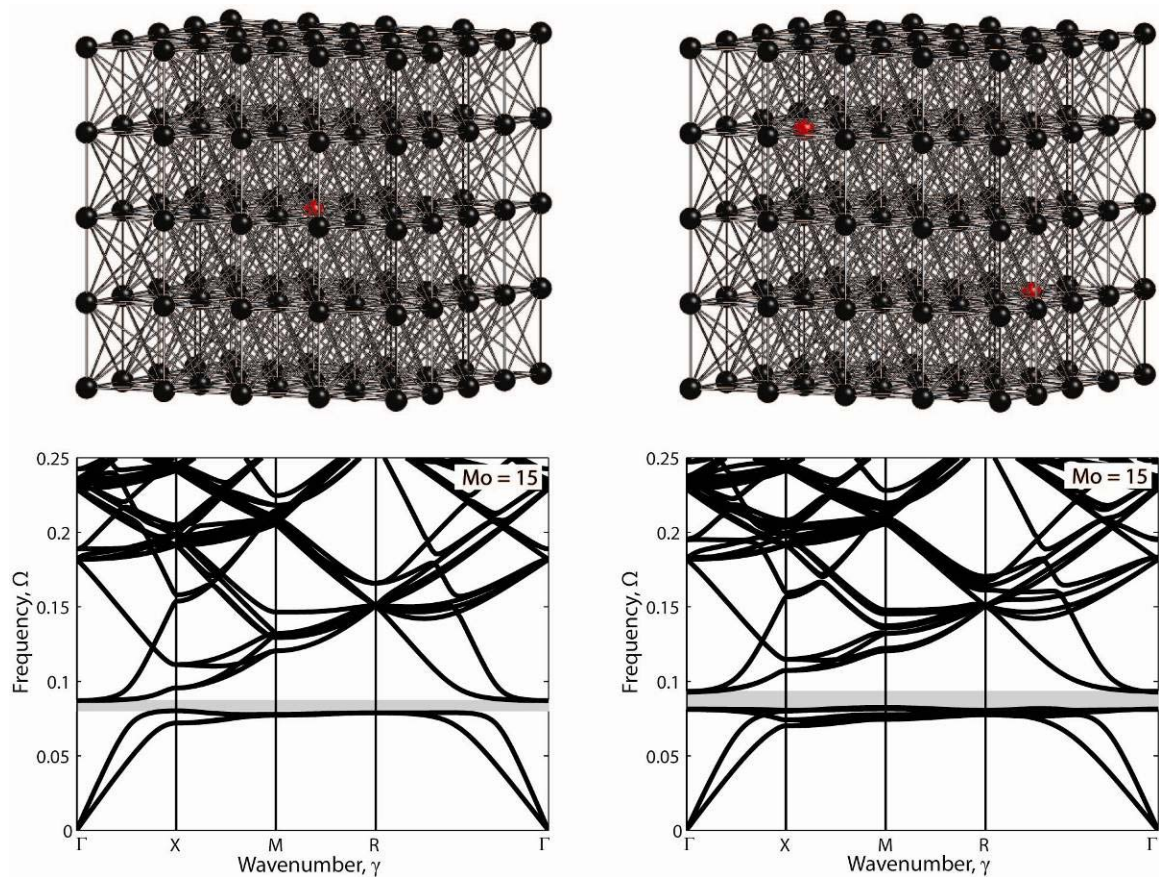 0.25
0.2
0.15
0.1
0.05
0
Frequency, Ω
Mo = 15
Γ
X
M
R
Γ
Wavenumber, γ
0.25
0.2
0.15
0.1
0.05
0
Frequency, Ω
Mo = 15
Γ
X
M
R
Γ
Wavenumber, γ